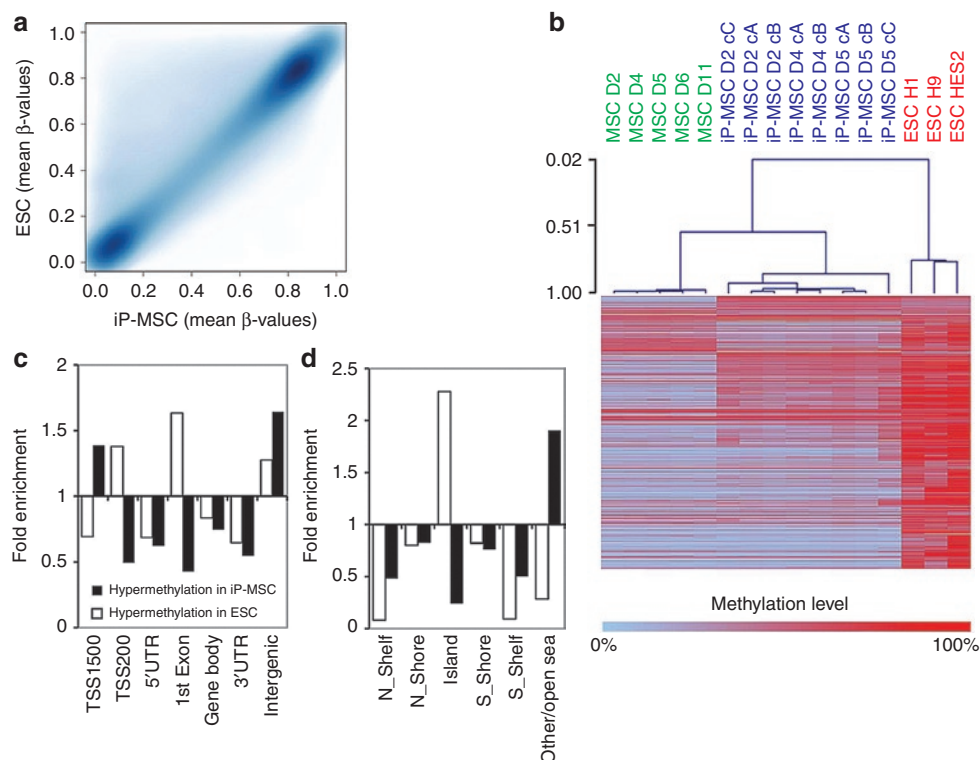 a
1.0
0.8
0.6
0.4
0.2
0.0
ESC (mean β-values)
0.0 0.2 0.4 0.6 0.8 1.0
iP-MSC (mean β-values)
b
MSC D2
MSC D4
MSC D5
MSC D6
MSC D11
iP-MSC D2 cC
iP-MSC D2 cA
iP-MSC D2 cB
iP-MSC D4 cA
iP-MSC D4 cB
iP-MSC D5 cA
iP-MSC D5 cB
iP-MSC D5 cC
ESC H1
ESC H9
ESC HES2
0.02
0.51
1.00
Methylation level
0% 100%
c
2
1.5
1
0.5
0
2
Fold enrichment
Hypermethylation in iP-MSC
Hypermethylation in ESC
TSS1500
TSS200
5′UTR
1st Exon
Gene body
3′UTR
Intergenic
d
2.5
2
1.5
1
0.5
0
Fold enrichment
N_Shelf
N_Shore
Island
S_Shore
S_Shelf
Other/open sea